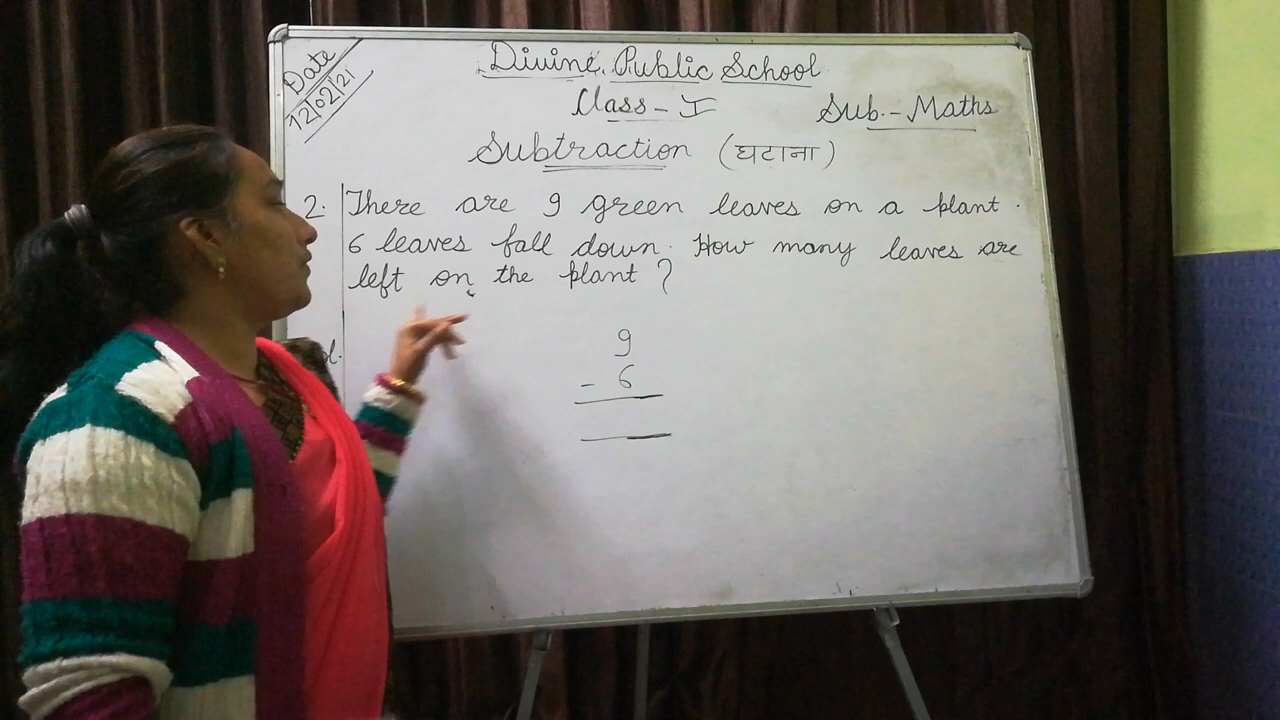 Date
12/02/21
Divine Public School
Class - I
Sub. - Maths
Subtraction (घटाना)
2. There are 9 green leaves on a plant.
6 leaves fall down. How many leaves are
left on the plant?
9
- 6